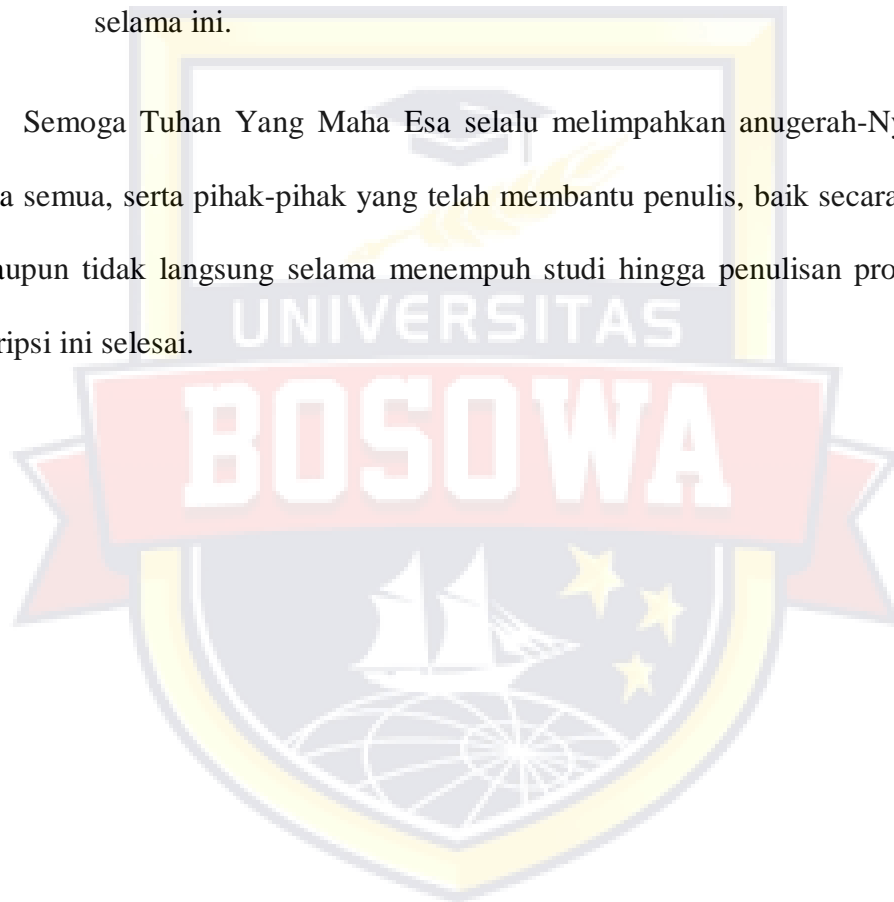 selama ini.
Semoga Tuhan Yang Maha Esa selalu melimpahkan anugerah-Ny
a semua, serta pihak-pihak yang telah membantu penulis, baik secara
aupun tidak langsung selama menempuh studi hingga penulisan pro
ripsi ini selesai.
UNIVERSITAS
BOSOWA